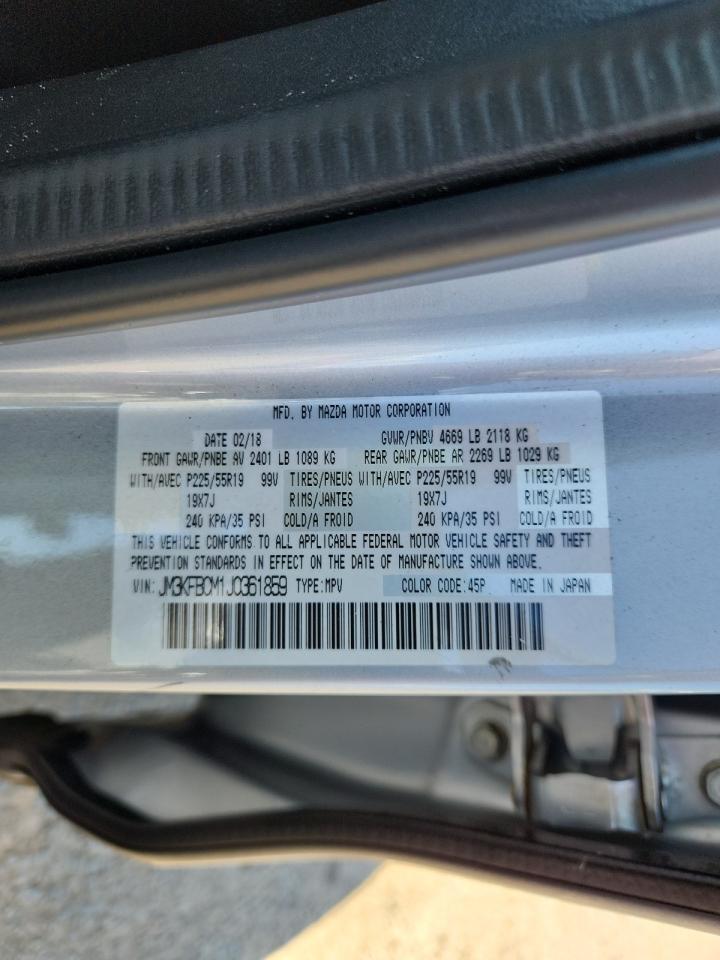 MFD. BY MAZDA MOTOR CORPORATION
DATE 02/18 GVWR/PNBV 4669 LB 2118 KG
FRONT GAWR/PNBE AV 2401 LB 1089 KG REAR GAWR/PNBE AR 2269 LB 1029 KG
WITH/AVEC P225/55R19 99V TIRES/PNEUS WITH/AVEC P225/55R19 99V TIRES/PNEUS
19X7J RIMS/JANTES 19X7J RIMS/JANTES
240 KPA/35 PSI COLD/A FROID 240 KPA/35 PSI COLD/A FROID
THIS VEHICLE CONFORMS TO ALL APPLICABLE FEDERAL MOTOR VEHICLE SAFETY AND THEFT
PREVENTION STANDARDS IN EFFECT ON THE DATE OF MANUFACTURE SHOWN ABOVE.
VIN: JM3KFBCM1J0361859 TYPE:MPV COLOR CODE:45P MADE IN JAPAN